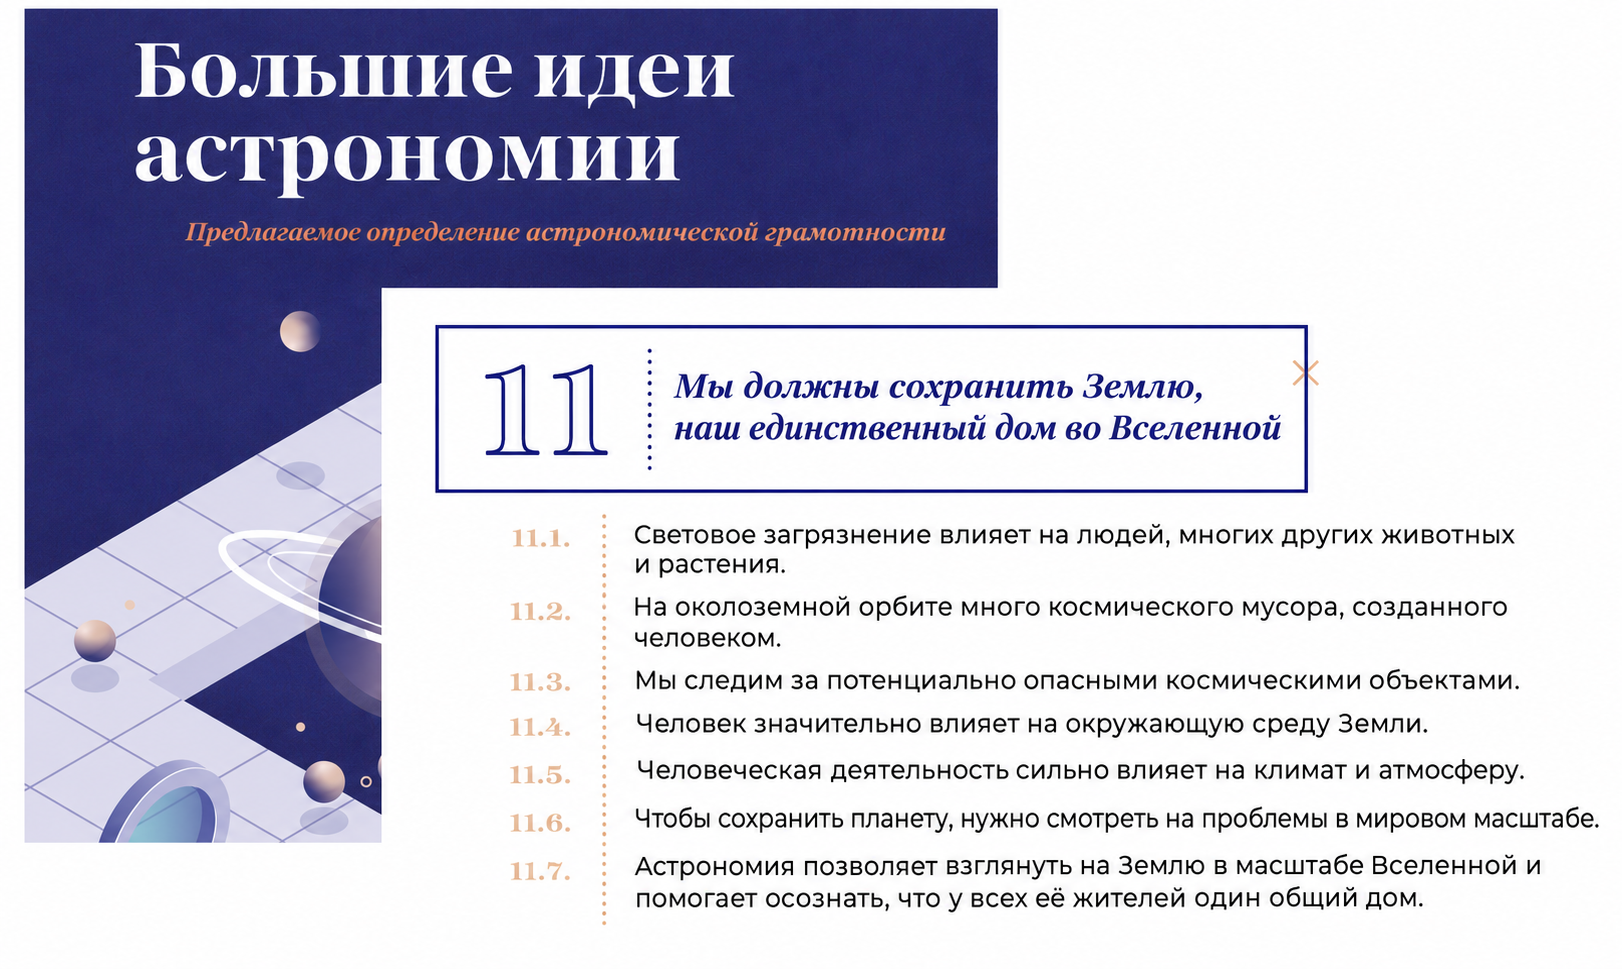 Большие идеи
астрономии
Предлагаемое определение астрономической грамотности
11
Мы должны сохранить Землю,
наш единственный дом во Вселенной
11.1. Световое загрязнение влияет на людей, многих других животных
и растения.
11.2. На околоземной орбите много космического мусора, созданного
человеком.
11.3. Мы следим за потенциально опасными космическими объектами.
11.4. Человек значительно влияет на окружающую среду Земли.
11.5. Человеческая деятельность сильно влияет на климат и атмосферу.
11.6. Чтобы сохранить планету, нужно смотреть на проблемы в мировом масштабе.
11.7. Астрономия позволяет взглянуть на Землю в масштабе Вселенной и
помогает осознать, что у всех её жителей один общий дом.